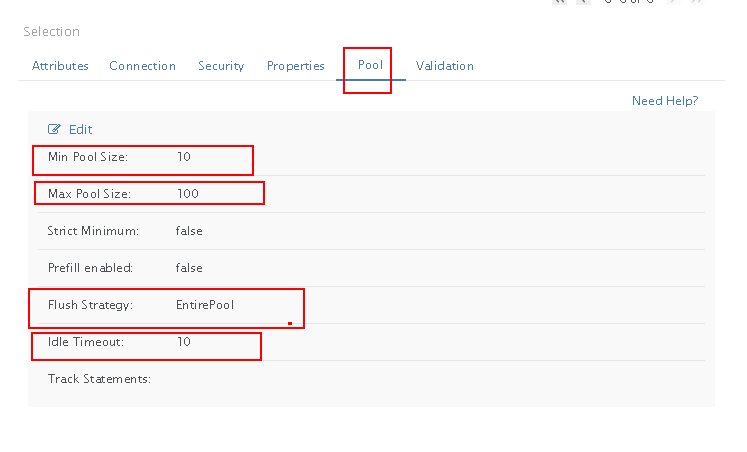 Selection
Attributes Connection Security Properties Pool Validation
Need Help?
Edit
Min Pool Size: 10
Max Pool Size: 100
Strict Minimum: false
Prefill enabled: false
Flush Strategy: EntirePool
Idle Timeout: 10
Track Statements: